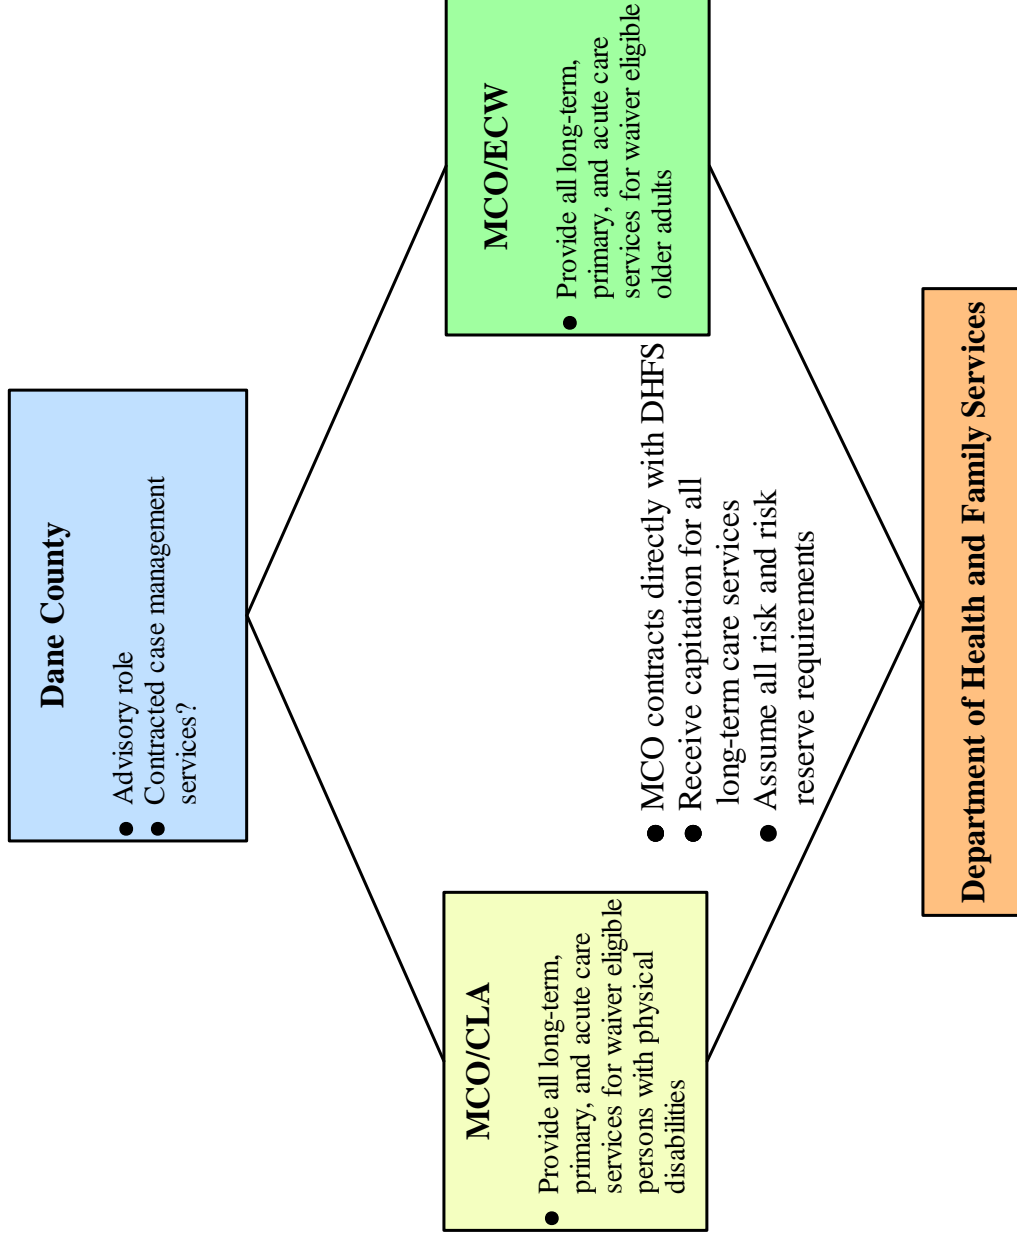 Dane County
● Advisory role
● Contracted case management
services?
MCO/CLA
● Provide all long-term,
primary, and acute care
services for waiver eligible
persons with physical
disabilities
MCO/ECW
● Provide all long-term,
primary, and acute care
services for waiver eligible
older adults
● MCO contracts directly with DHFS
● Receive capitation for all
long-term care services
● Assume all risk and risk
reserve requirements
Department of Health and Family Services